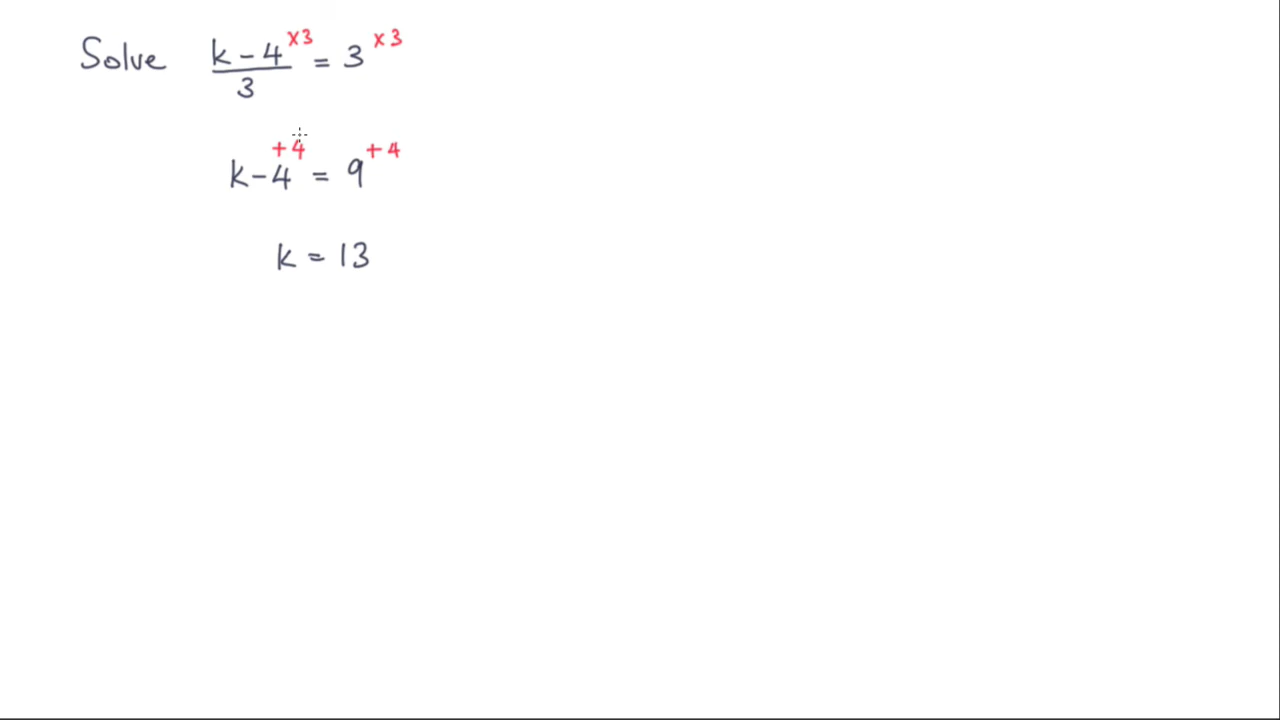 Solve (k-4)/3 ×3 = 3 ×3
k-4 +4 = 9 +4
k = 13